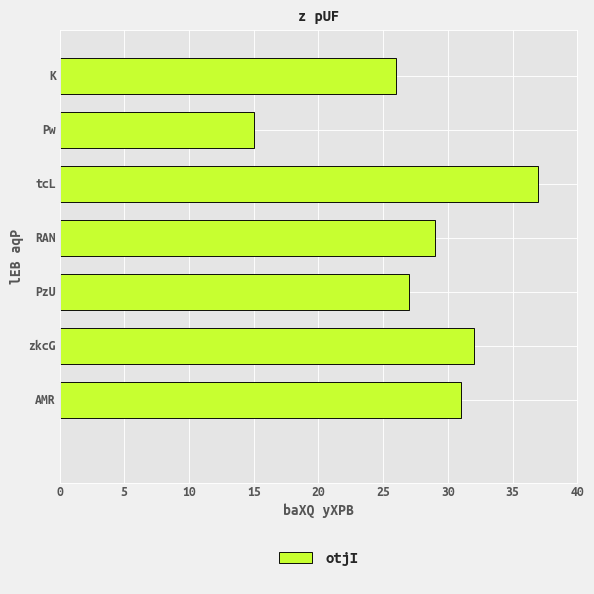 z pUF
K
Pw
tcL
RAN
PzU
zkcG
AMR
lEB aqP
0 5 10 15 20 25 30 35 40
baXQ yXPB
otjI